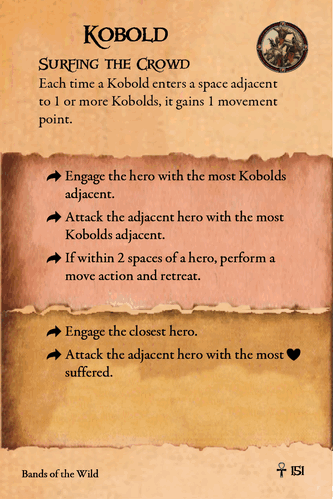 Kobold
Surfing the Crowd
Each time a Kobold enters a space adjacent
to 1 or more Kobolds, it gains 1 movement
point.
Engage the hero with the most Kobolds
adjacent.
Attack the adjacent hero with the most
Kobolds adjacent.
If within 2 spaces of a hero, perform a
move action and retreat.
Engage the closest hero.
Attack the adjacent hero with the most ♥
suffered.
Bands of the Wild
☥ 151